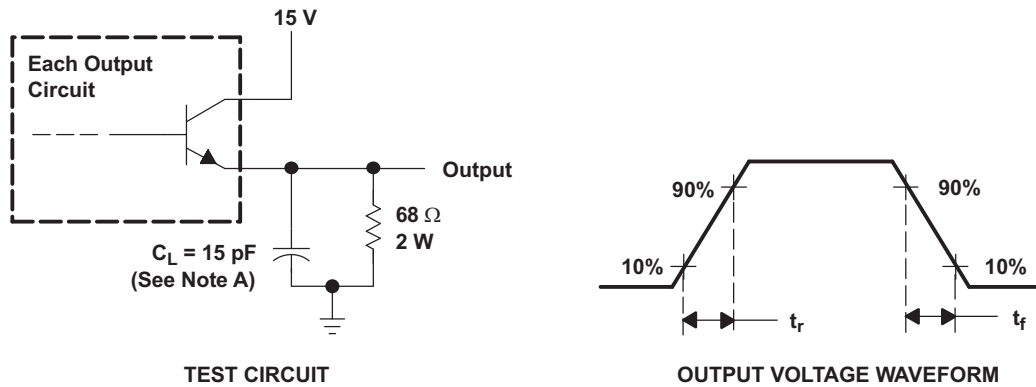 15 V
Each Output
Circuit
Output
68 Ω
2 W
C_L = 15 pF
(See Note A)
TEST CIRCUIT
90%
90%
10%
10%
t_r
t_f
OUTPUT VOLTAGE WAVEFORM